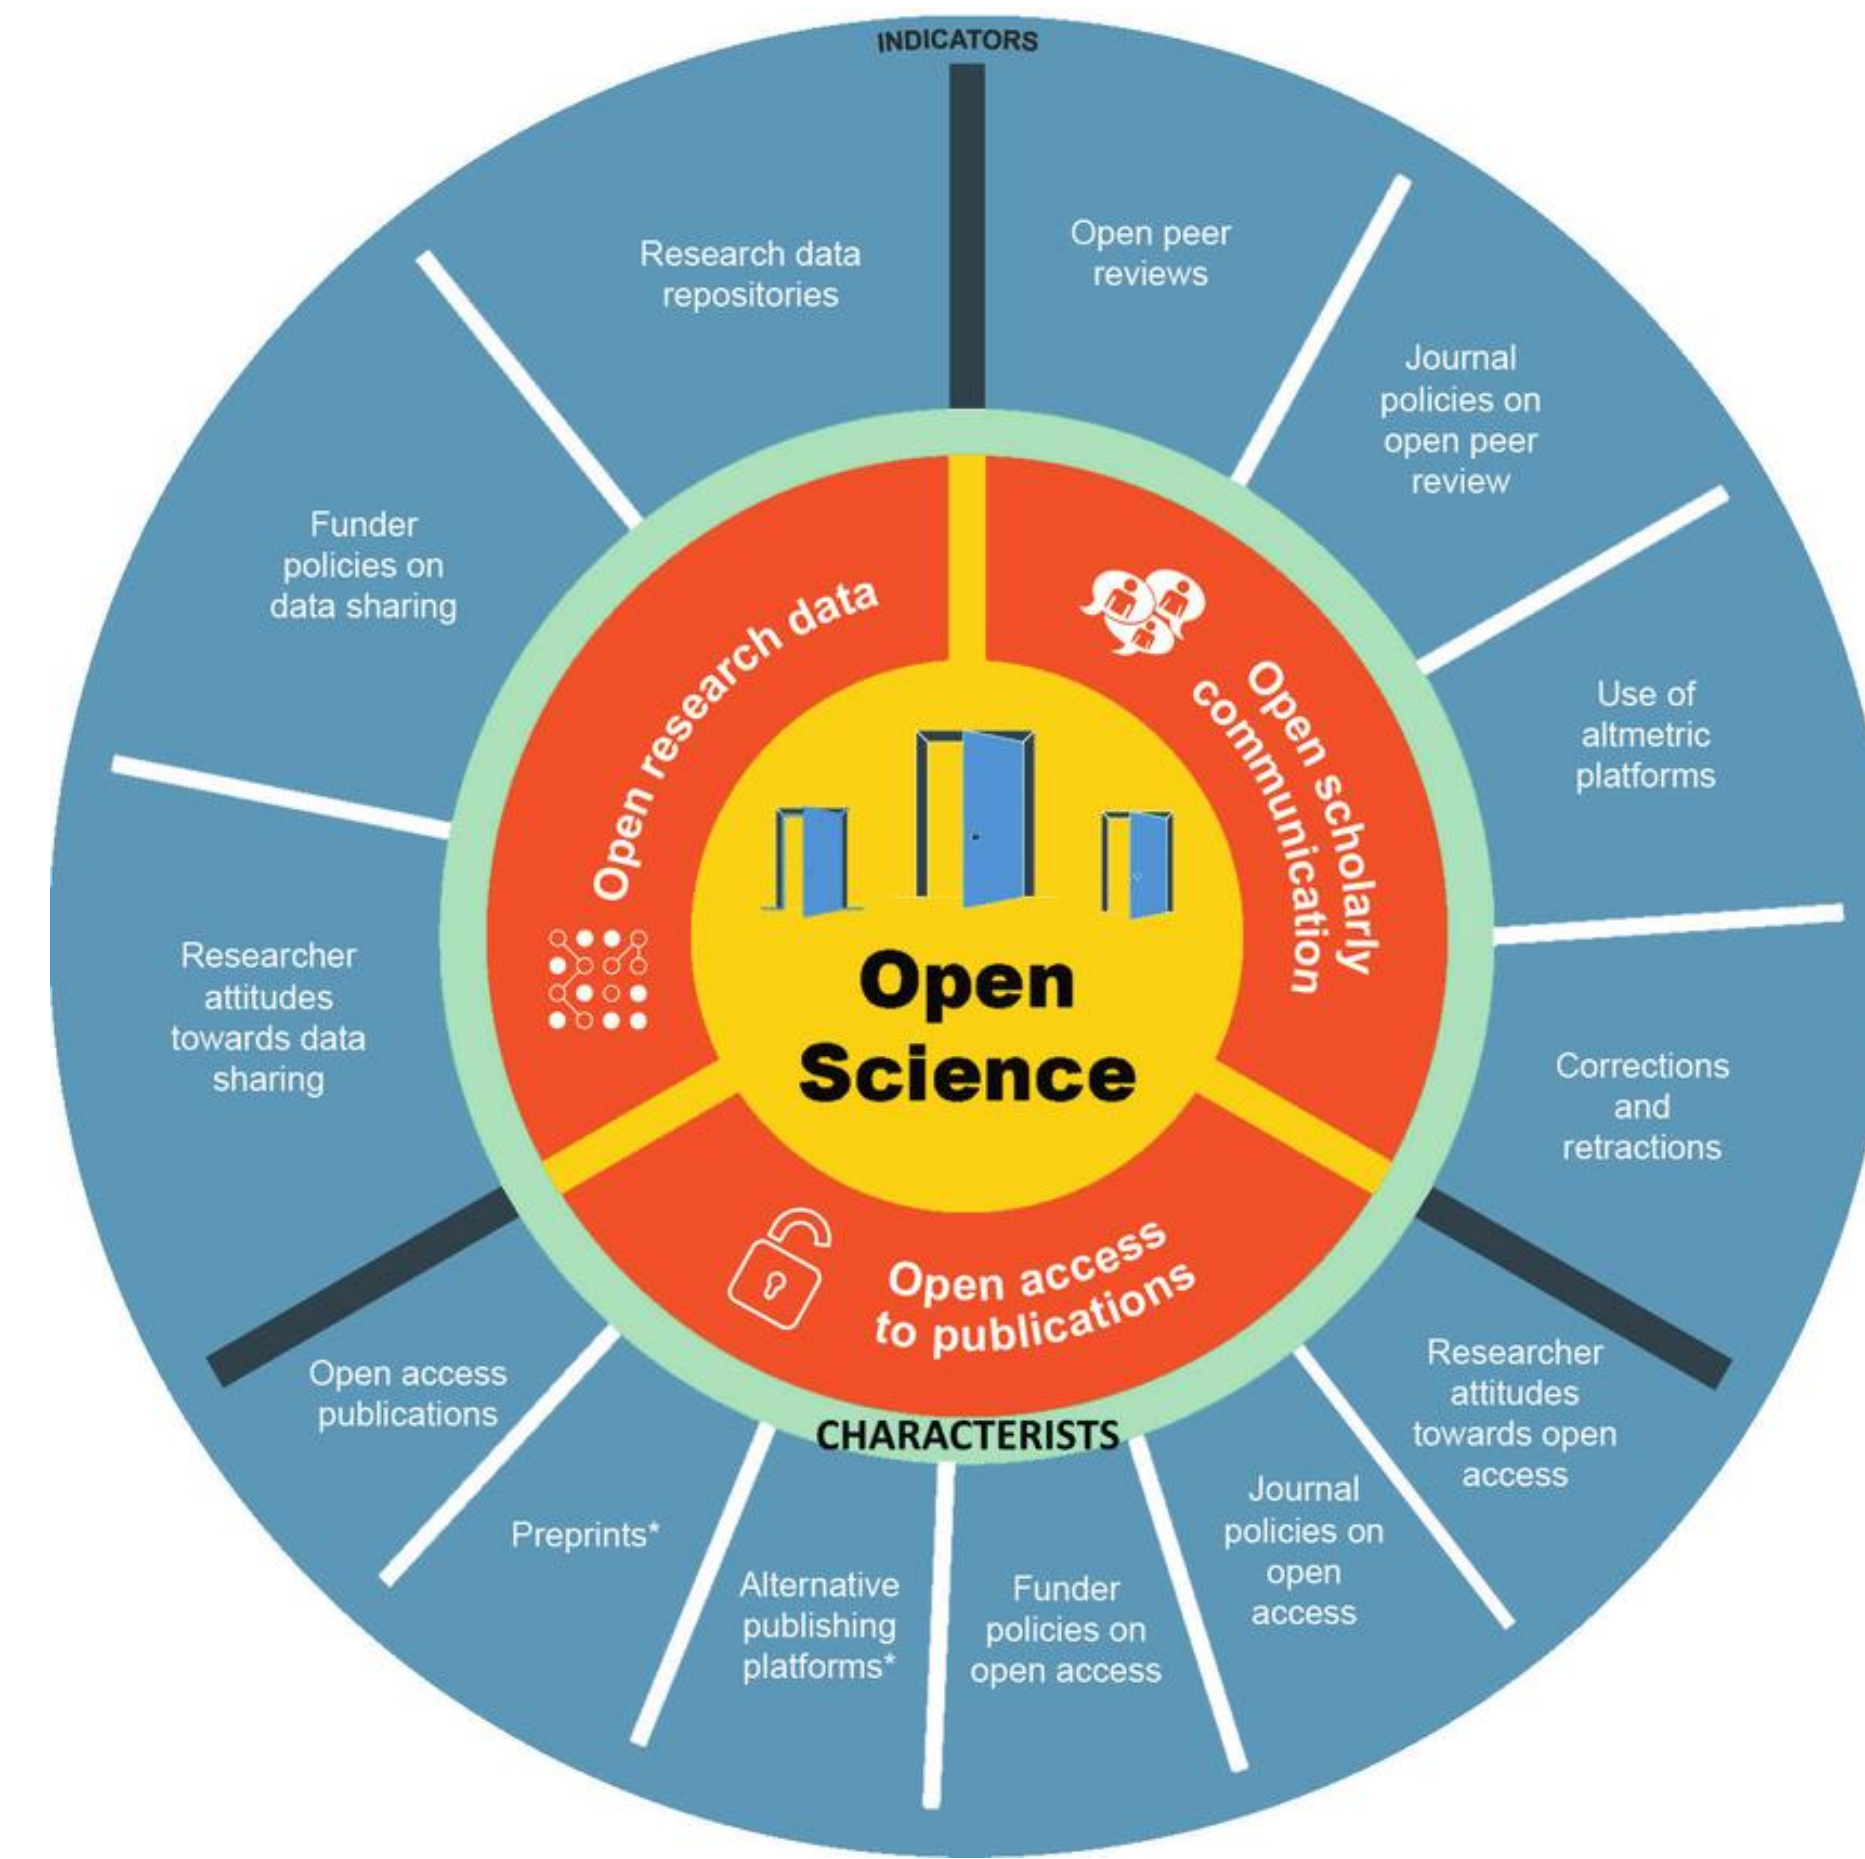 INDICATORS
Open peer
reviews
Journal
policies on
open peer
review
Use of
altmetric
platforms
Corrections
and
retractions
Researcher
attitudes
towards open
access
Journal
policies on
open
access
Funder
policies on
open access
Alternative
publishing
platforms*
Preprints*
Open access
publications
Researcher
attitudes
towards data
sharing
Funder
policies on
data sharing
Research data
repositories
Open research data
Open scholarly
communication
Open access
to publications
CHARACTERISTS
Open
Science